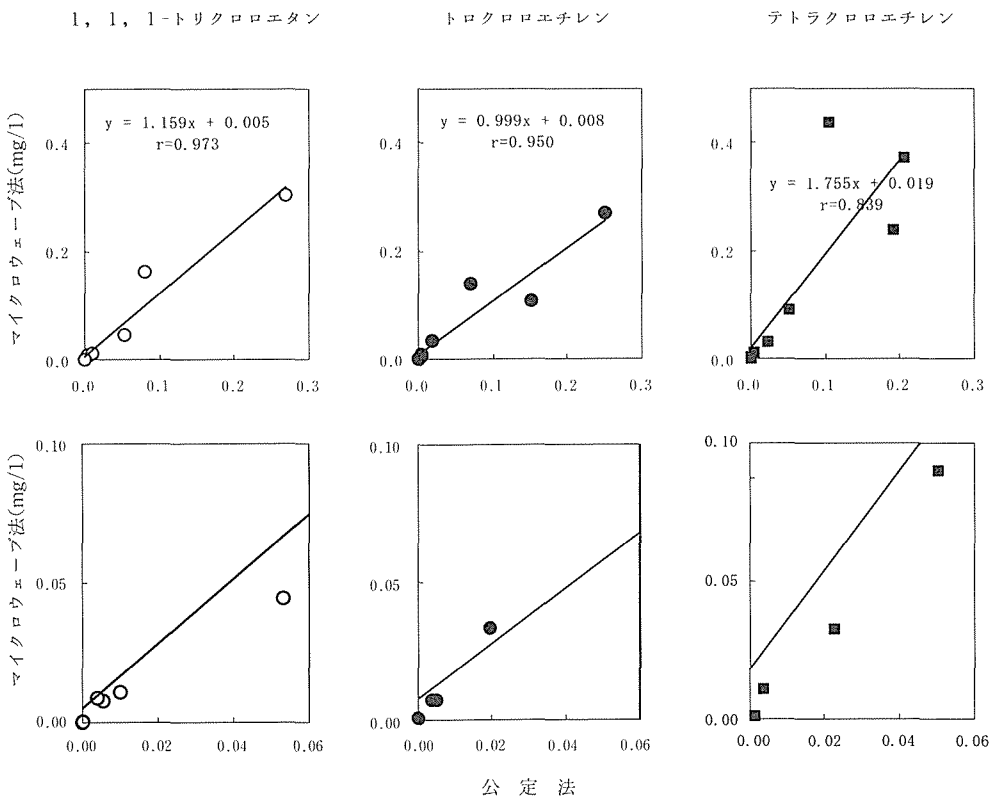 1, 1, 1-トリクロロエタン
トロクロロエチレン
テトラクロロエチレン
マイクロウェーブ法(mg/l)
y = 1.159x + 0.005
r=0.973
0.4
0.2
0.0
0.0 0.1 0.2 0.3
y = 0.999x + 0.008
r=0.950
0.4
0.2
0.0
0.0 0.1 0.2 0.3
y = 1.755x + 0.019
r=0.839
0.4
0.2
0.0
0.0 0.1 0.2 0.3
マイクロウェーブ法(mg/l)
0.10
0.05
0.00
0.00 0.02 0.04 0.06
0.10
0.05
0.00
0.00 0.02 0.04 0.06
0.10
0.05
0.00
0.00 0.02 0.04 0.06
公 定 法